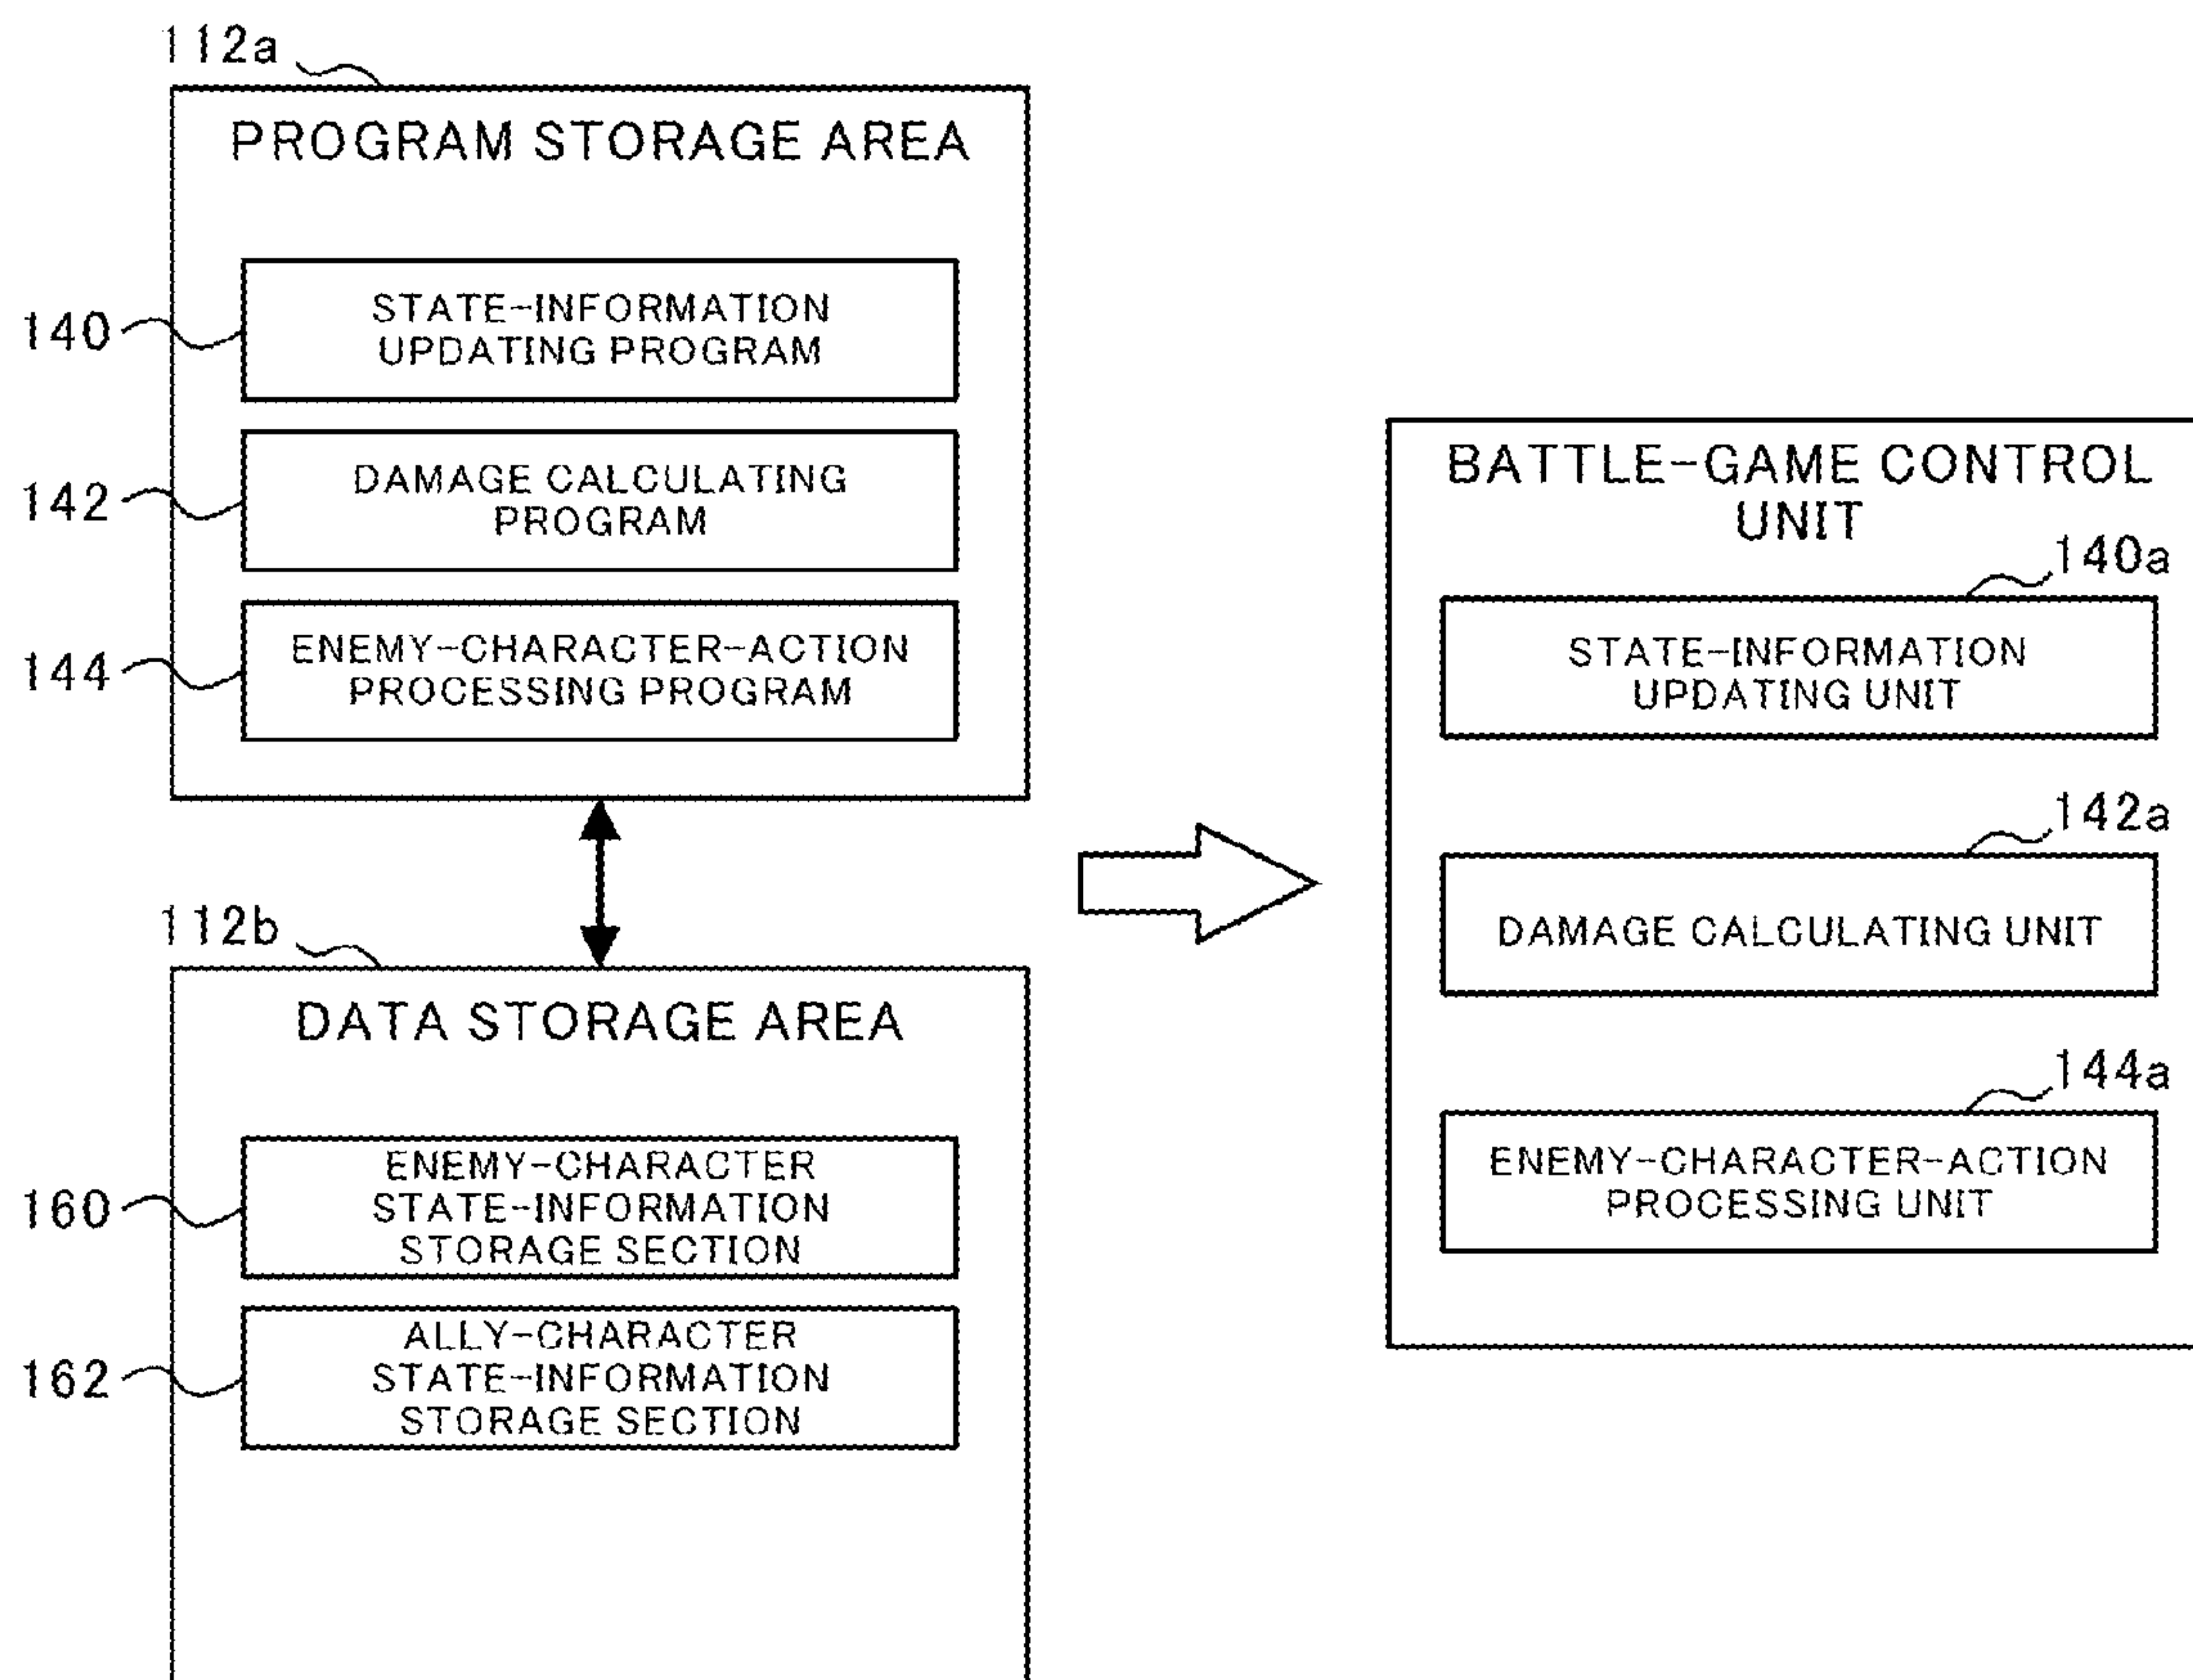 112a
PROGRAM STORAGE AREA
140
STATE-INFORMATION
UPDATING PROGRAM
142
DAMAGE CALCULATING
PROGRAM
144
ENEMY-CHARACTER-ACTION
PROCESSING PROGRAM
112b
DATA STORAGE AREA
160
ENEMY-CHARACTER
STATE-INFORMATION
STORAGE SECTION
162
ALLY-CHARACTER
STATE-INFORMATION
STORAGE SECTION
BATTLE-GAME CONTROL
UNIT
140a
STATE-INFORMATION
UPDATING UNIT
142a
DAMAGE CALCULATING UNIT
144a
ENEMY-CHARACTER-ACTION
PROCESSING UNIT